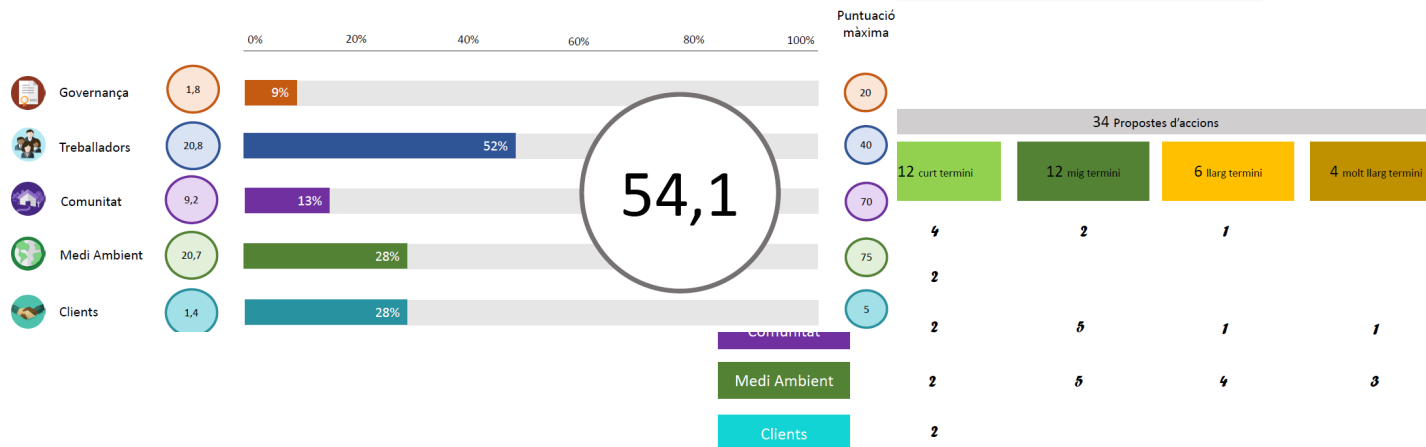 Puntuació
màxima
0% 20% 40% 60% 80% 100%
Governança 1,8 9% 20
34 Propostes d'accions
Treballadors 20,8 52% 40
12 curt termini 12 mig termini 6 llarg termini 4 molt llarg termini
Comunitat 9,2 13% 70
54,1
4 2 1
Medi Ambient 20,7 28% 75
2
Clients 1,4 28% 5
Comunitat 2 5 1 1
Medi Ambient 2 5 4 3
Clients 2